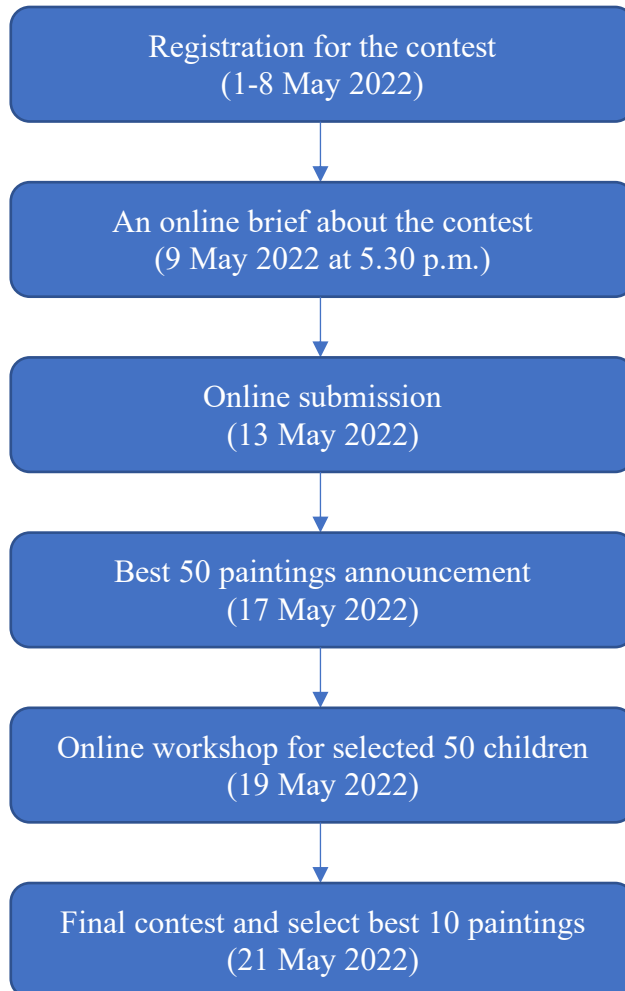 Registration for the contest
(1-8 May 2022)
An online brief about the contest
(9 May 2022 at 5.30 p.m.)
Online submission
(13 May 2022)
Best 50 paintings announcement
(17 May 2022)
Online workshop for selected 50 children
(19 May 2022)
Final contest and select best 10 paintings
(21 May 2022)